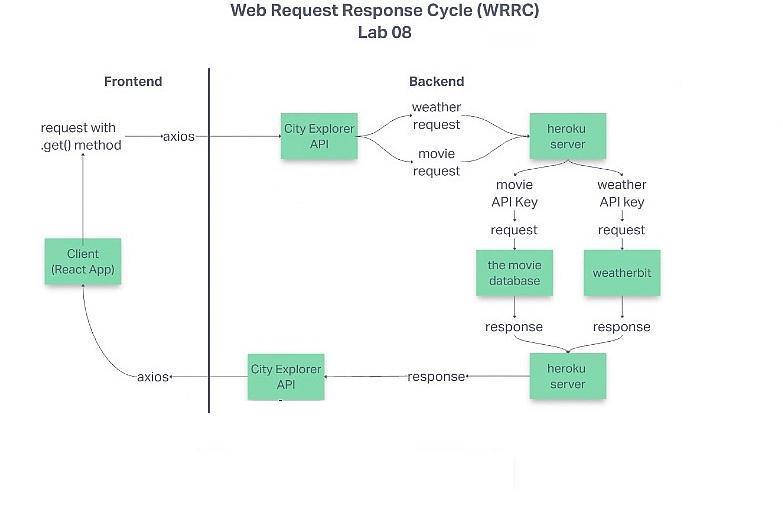 Web Request Response Cycle (WRRC)
Lab 08
Frontend
Backend
request with
.get() method
axios
City Explorer
API
weather
request
movie
request
heroku
server
movie
API Key
weather
API key
request
request
Client
(React App)
the movie
database
weatherbit
response
response
axios
City Explorer
API
response
heroku
server